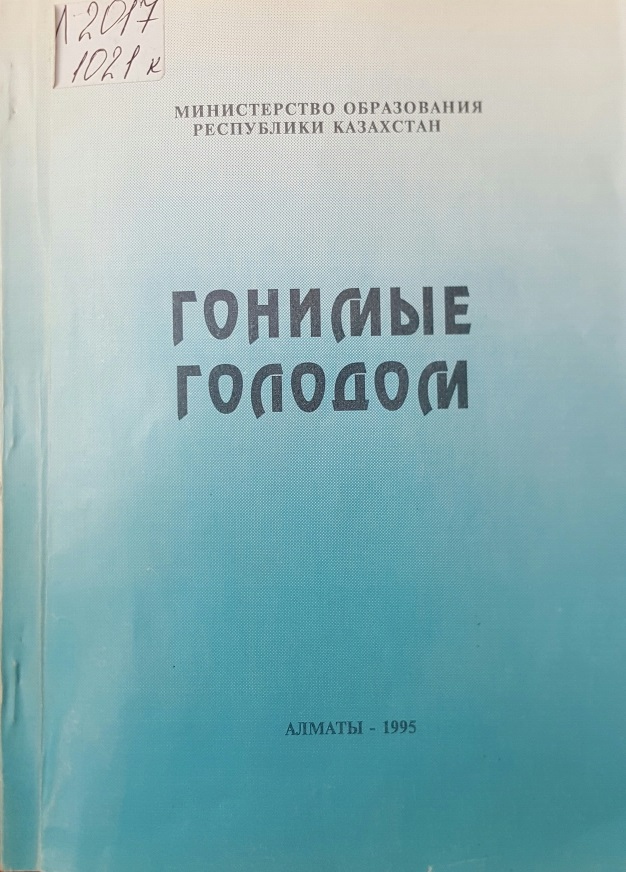 Л 2017
1021 к
МИНИСТЕРСТВО ОБРАЗОВАНИЯ
РЕСПУБЛИКИ КАЗАХСТАН
ГОНИМЫЕ
ГОЛОДОМ
АЛМАТЫ - 1995